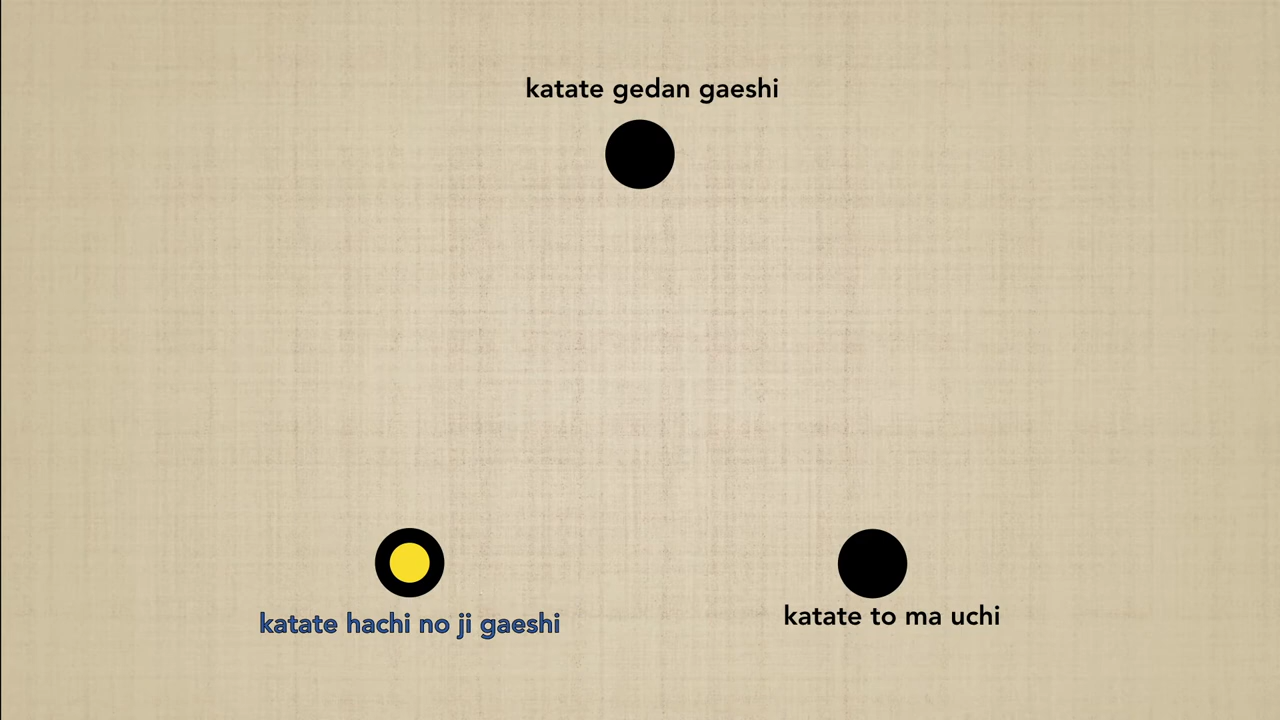 katate gedan gaeshi
katate hachi no ji gaeshi
katate to ma uchi